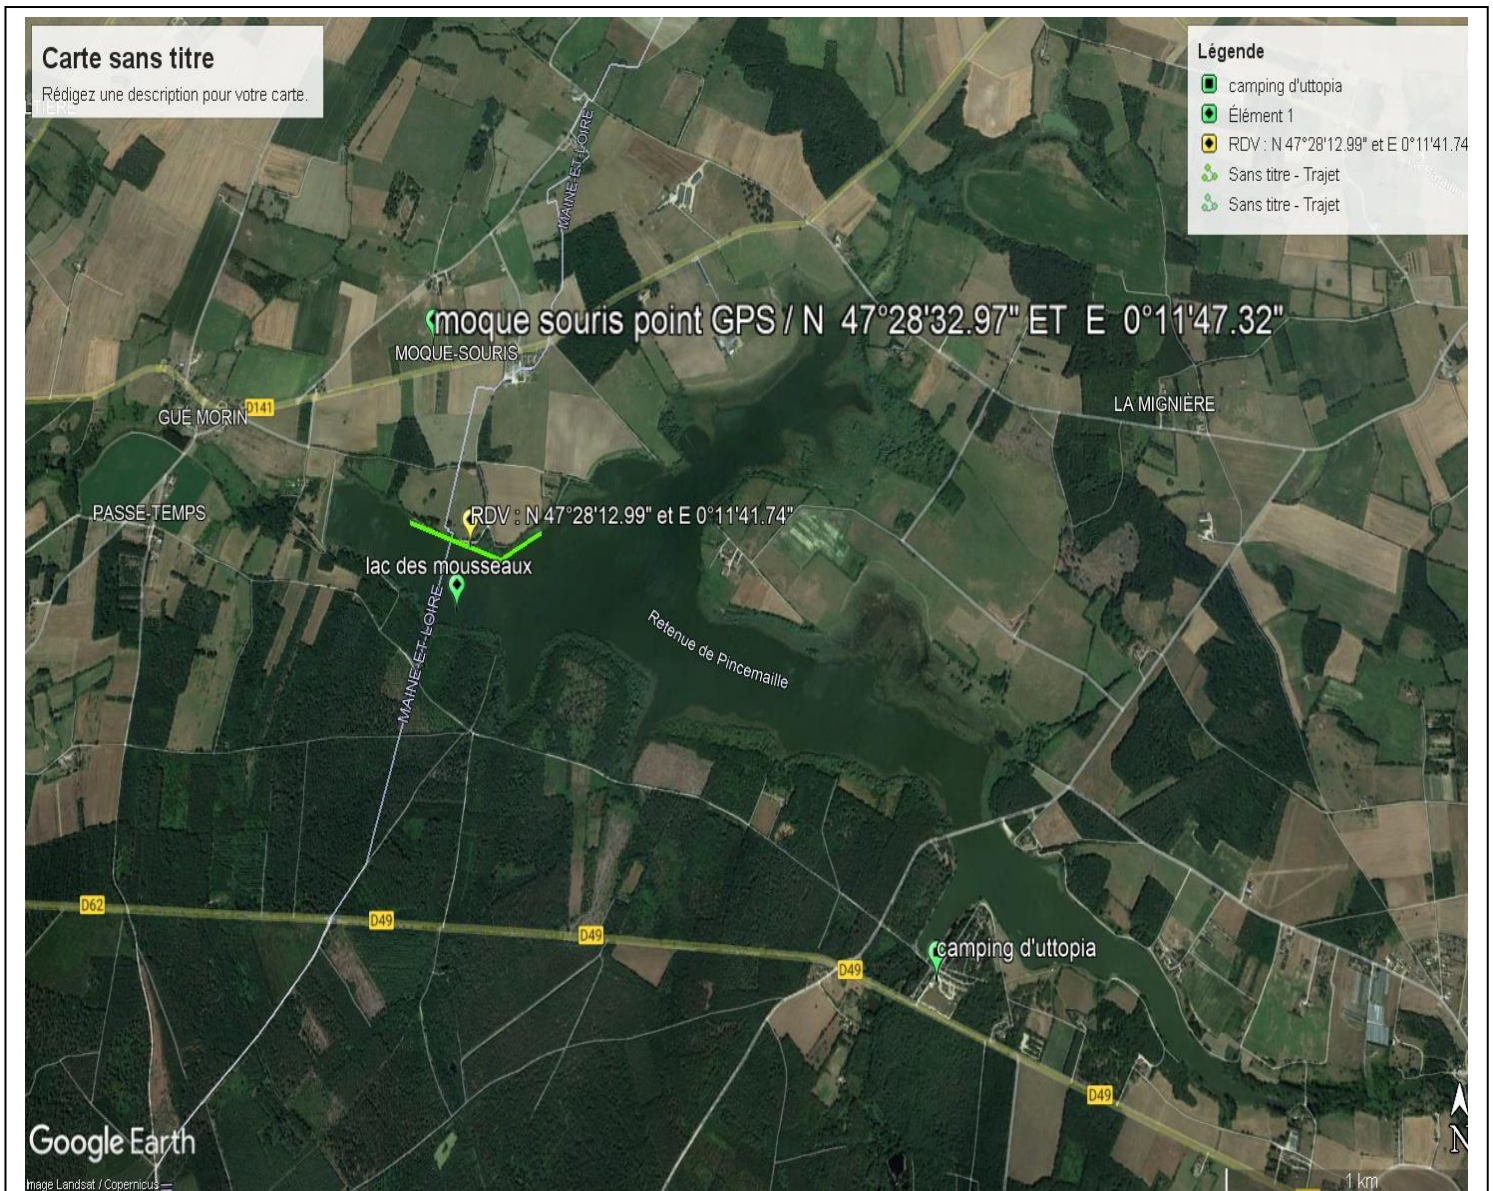 Carte sans titre
Rédigez une description pour votre carte.
Légende
camping d'uttopia
Élément 1
RDV : N 47°28'12.99" et E 0°11'41.74
Sans titre - Trajet
Sans titre - Trajet
MAINE-ET-LOIRE
moque souris point GPS / N 47°28'32.97" ET E 0°11'47.32"
MOQUE-SOURIS
LA MIGNIÈRE
D141
GUÉ MORIN
PASSE-TEMPS
RDV : N 47°28'12.99" et E 0°11'41.74"
lac des mousseaux
MAINE-ET-LOIRE
Retenue de Pincemaille
D62
D49
D49
D49
camping d'uttopia
D49
Google Earth
N
Image Landsat / Copernicus
1 km